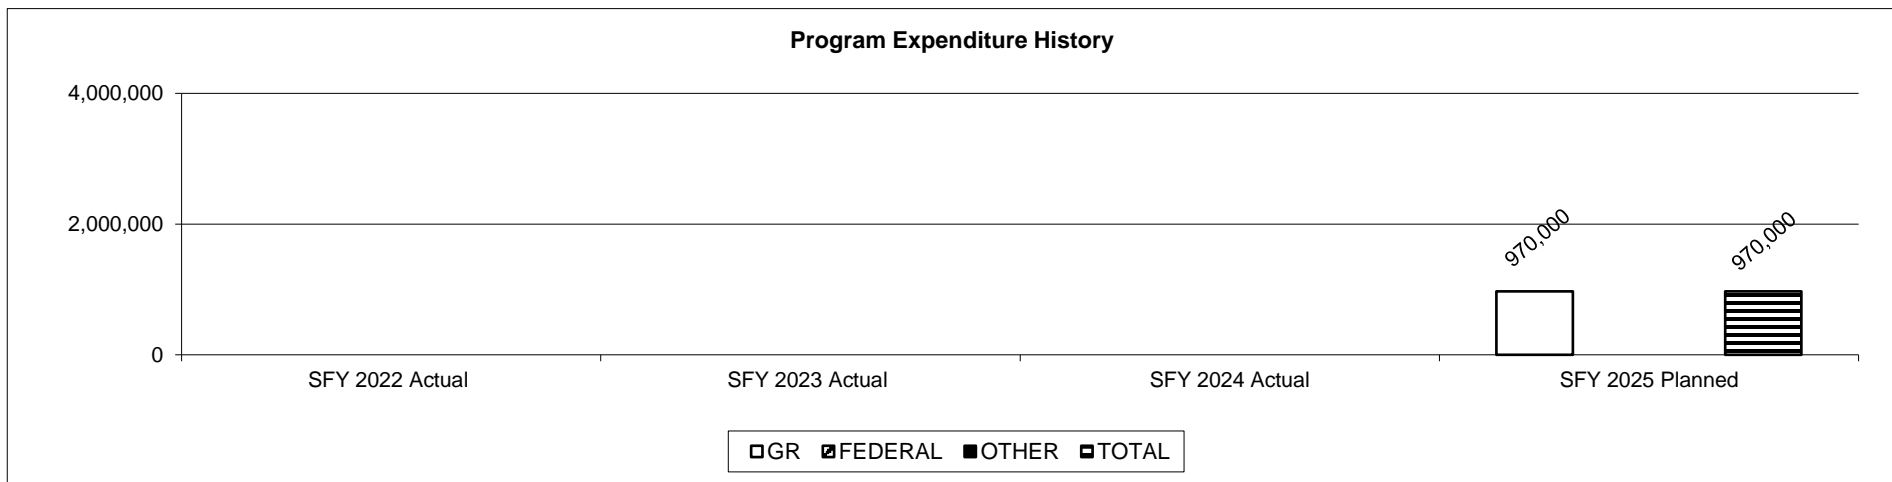 Program Expenditure History
4,000,000
2,000,000
0
970,000
970,000
SFY 2022 Actual
SFY 2023 Actual
SFY 2024 Actual
SFY 2025 Planned
GR FEDERAL OTHER TOTAL